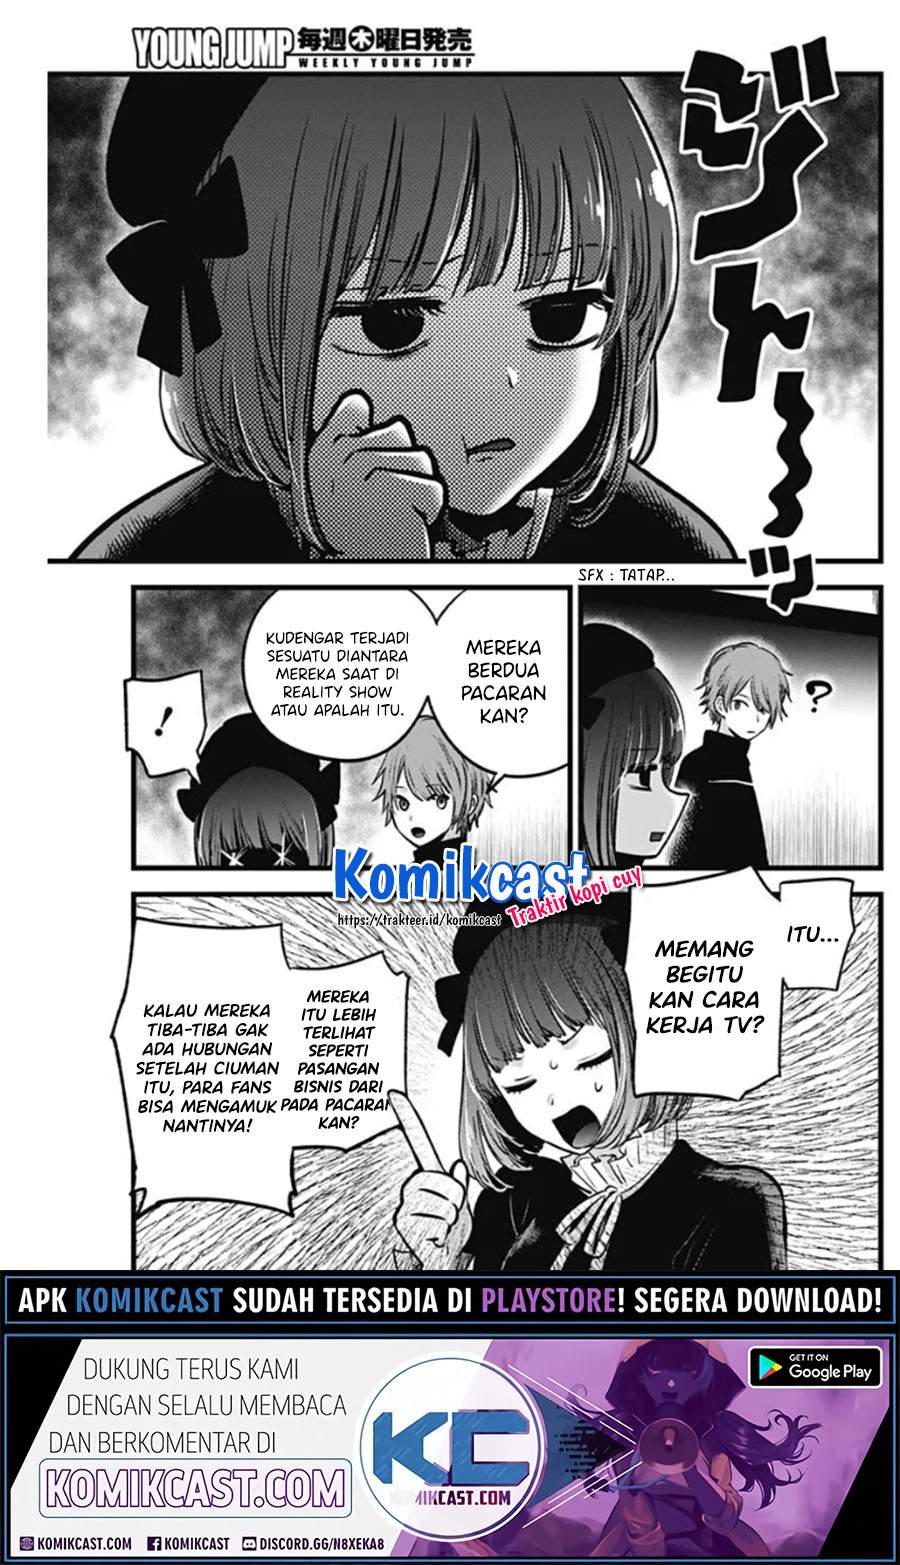 YOUNG JUMP 毎週木曜日発売
WEEKLY YOUNG JUMP
じとーーッ
SFX : TATAP...
?
MEREKA
BERDUA
PACARAN
KAN?
KUDENGAR TERJADI
SESUATU DIANTARA
MEREKA SAAT DI
REALITY SHOW
ATAU APALAH ITU.
!
Komikcast
Traktir kopi cuy
https://trakteer.id/komikcast
ITU...
MEMANG
BEGITU
KAN CARA
KERJA TV?
MEREKA
ITU LEBIH
TERLIHAT
SEPERTI
PASANGAN
BISNIS DARI
PADA PACARAN
KAN?
KALAU MEREKA
TIBA-TIBA GAK
ADA HUBUNGAN
SETELAH CIUMAN
ITU, PARA FANS
BISA MENGAMUK
NANTINYA!
APK KOMIKCAST SUDAH TERSEDIA DI PLAYSTORE! SEGERA DOWNLOAD!
DUKUNG TERUS KAMI
DENGAN SELALU MEMBACA
DAN BERKOMENTAR DI
KOMIKCAST.COM
KOMIKCAST.COM KOMIKCAST DISCORD.GG/N8XEKA8
KC
KOMIKCAST.COM
GET IT ON
Google Play